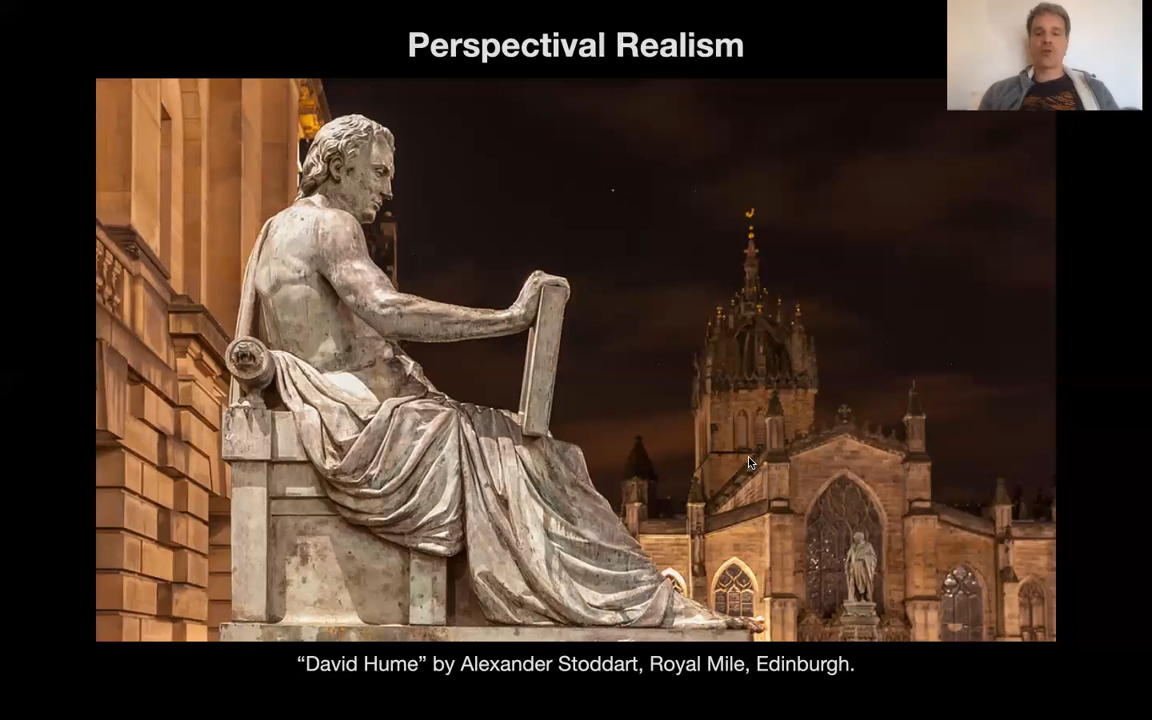 Perspectival Realism
“David Hume” by Alexander Stoddart, Royal Mile, Edinburgh.